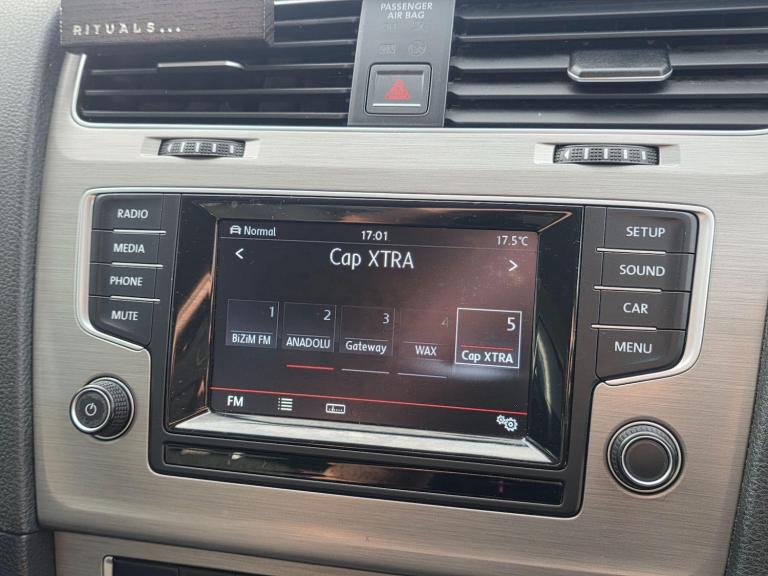 RITUALS...
PASSENGER
AIR BAG
RADIO
MEDIA
PHONE
MUTE
Normal
17:01
17.5°C
< Cap XTRA >
1
BiZiM FM
2
ANADOLU
3
Gateway
4
WAX
5
Cap XTRA
FM
SETUP
SOUND
CAR
MENU